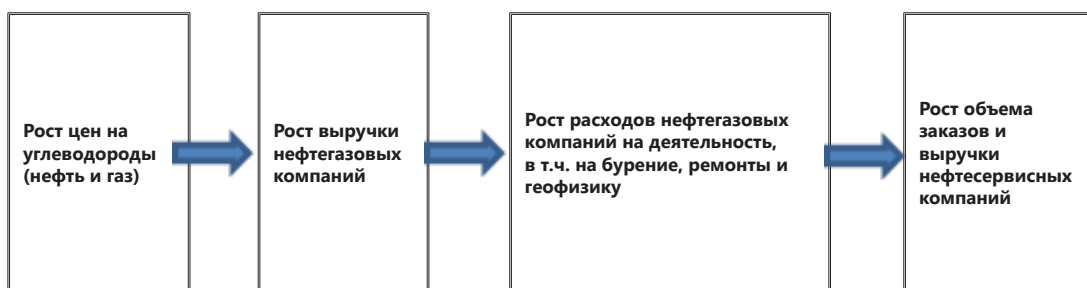 Рост цен на
углеводороды
(нефть и газ)
Рост выручки
нефтегазовых
компаний
Рост расходов нефтегазовых
компаний на деятельность,
в т.ч. на бурение, ремонты и
геофизику
Рост объема
заказов и
выручки
нефтесервисных
компаний